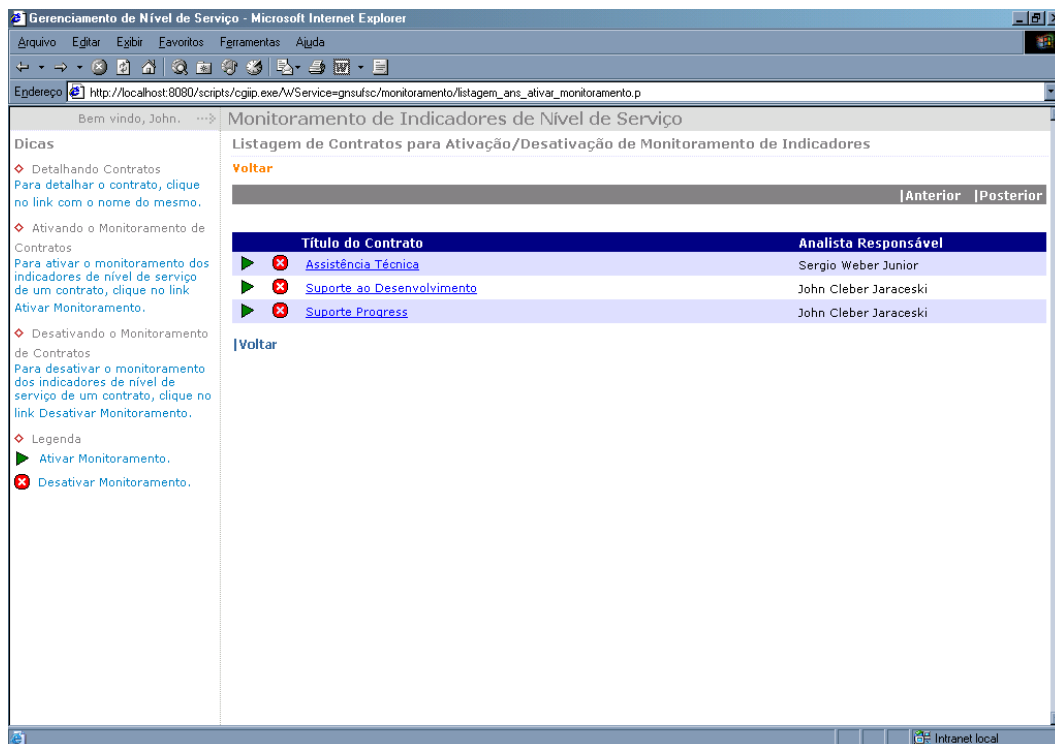 Gerenciamento de Nível de Serviço - Microsoft Internet Explorer
Arquivo Editar Exibir Favoritos Ferramentas Ajuda
Endereço http://localhost:8080/scripts/cgiip.exe/WService=gnsufsc/monitoramento/listagem_ans_ativar_monitoramento.p
Bem vindo, John.
Dicas
Detalhando Contratos
Para detalhar o contrato, clique
no link com o nome do mesmo.
Ativando o Monitoramento de
Contratos
Para ativar o monitoramento dos
indicadores de nível de serviço
de um contrato, clique no link
Ativar Monitoramento.
Desativando o Monitoramento
de Contratos
Para desativar o monitoramento
dos indicadores de nível de
serviço de um contrato, clique no
link Desativar Monitoramento.
Legenda
Ativar Monitoramento.
Desativar Monitoramento.
Monitoramento de Indicadores de Nível de Serviço
Listagem de Contratos para Ativação/Desativação de Monitoramento de Indicadores
Voltar
|Anterior |Posterior
Título do Contrato Analista Responsável
Assistência Técnica Sergio Weber Junior
Suporte ao Desenvolvimento John Cleber Jaraceski
Suporte Progress John Cleber Jaraceski
|Voltar
Intranet local